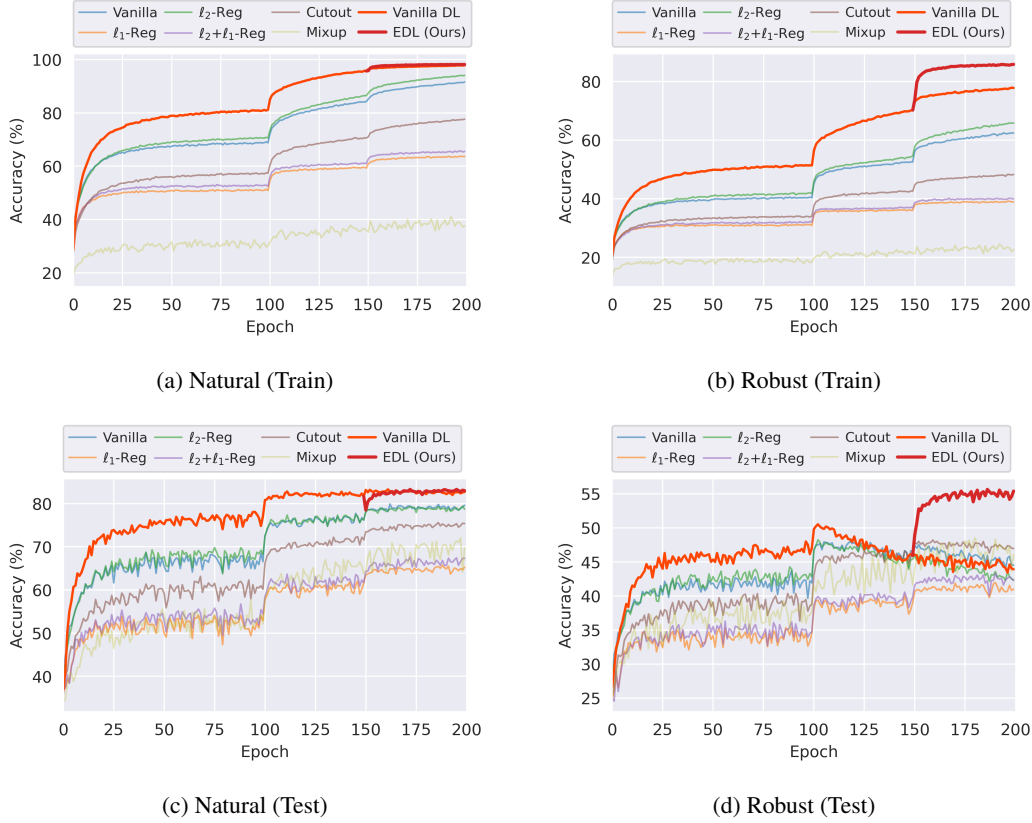 Vanilla ℓ₂-Reg Cutout Vanilla DL
ℓ₁-Reg ℓ₂+ℓ₁-Reg Mixup EDL (Ours)
Accuracy (%)
100
80
60
40
20
0 25 50 75 100 125 150 175 200
Epoch
(a) Natural (Train)
Vanilla ℓ₂-Reg Cutout Vanilla DL
ℓ₁-Reg ℓ₂+ℓ₁-Reg Mixup EDL (Ours)
Accuracy (%)
80
60
40
20
0 25 50 75 100 125 150 175 200
Epoch
(b) Robust (Train)
Vanilla ℓ₂-Reg Cutout Vanilla DL
ℓ₁-Reg ℓ₂+ℓ₁-Reg Mixup EDL (Ours)
Accuracy (%)
80
70
60
50
40
0 25 50 75 100 125 150 175 200
Epoch
(c) Natural (Test)
Vanilla ℓ₂-Reg Cutout Vanilla DL
ℓ₁-Reg ℓ₂+ℓ₁-Reg Mixup EDL (Ours)
Accuracy (%)
55
50
45
40
35
30
25
0 25 50 75 100 125 150 175 200
Epoch
(d) Robust (Test)